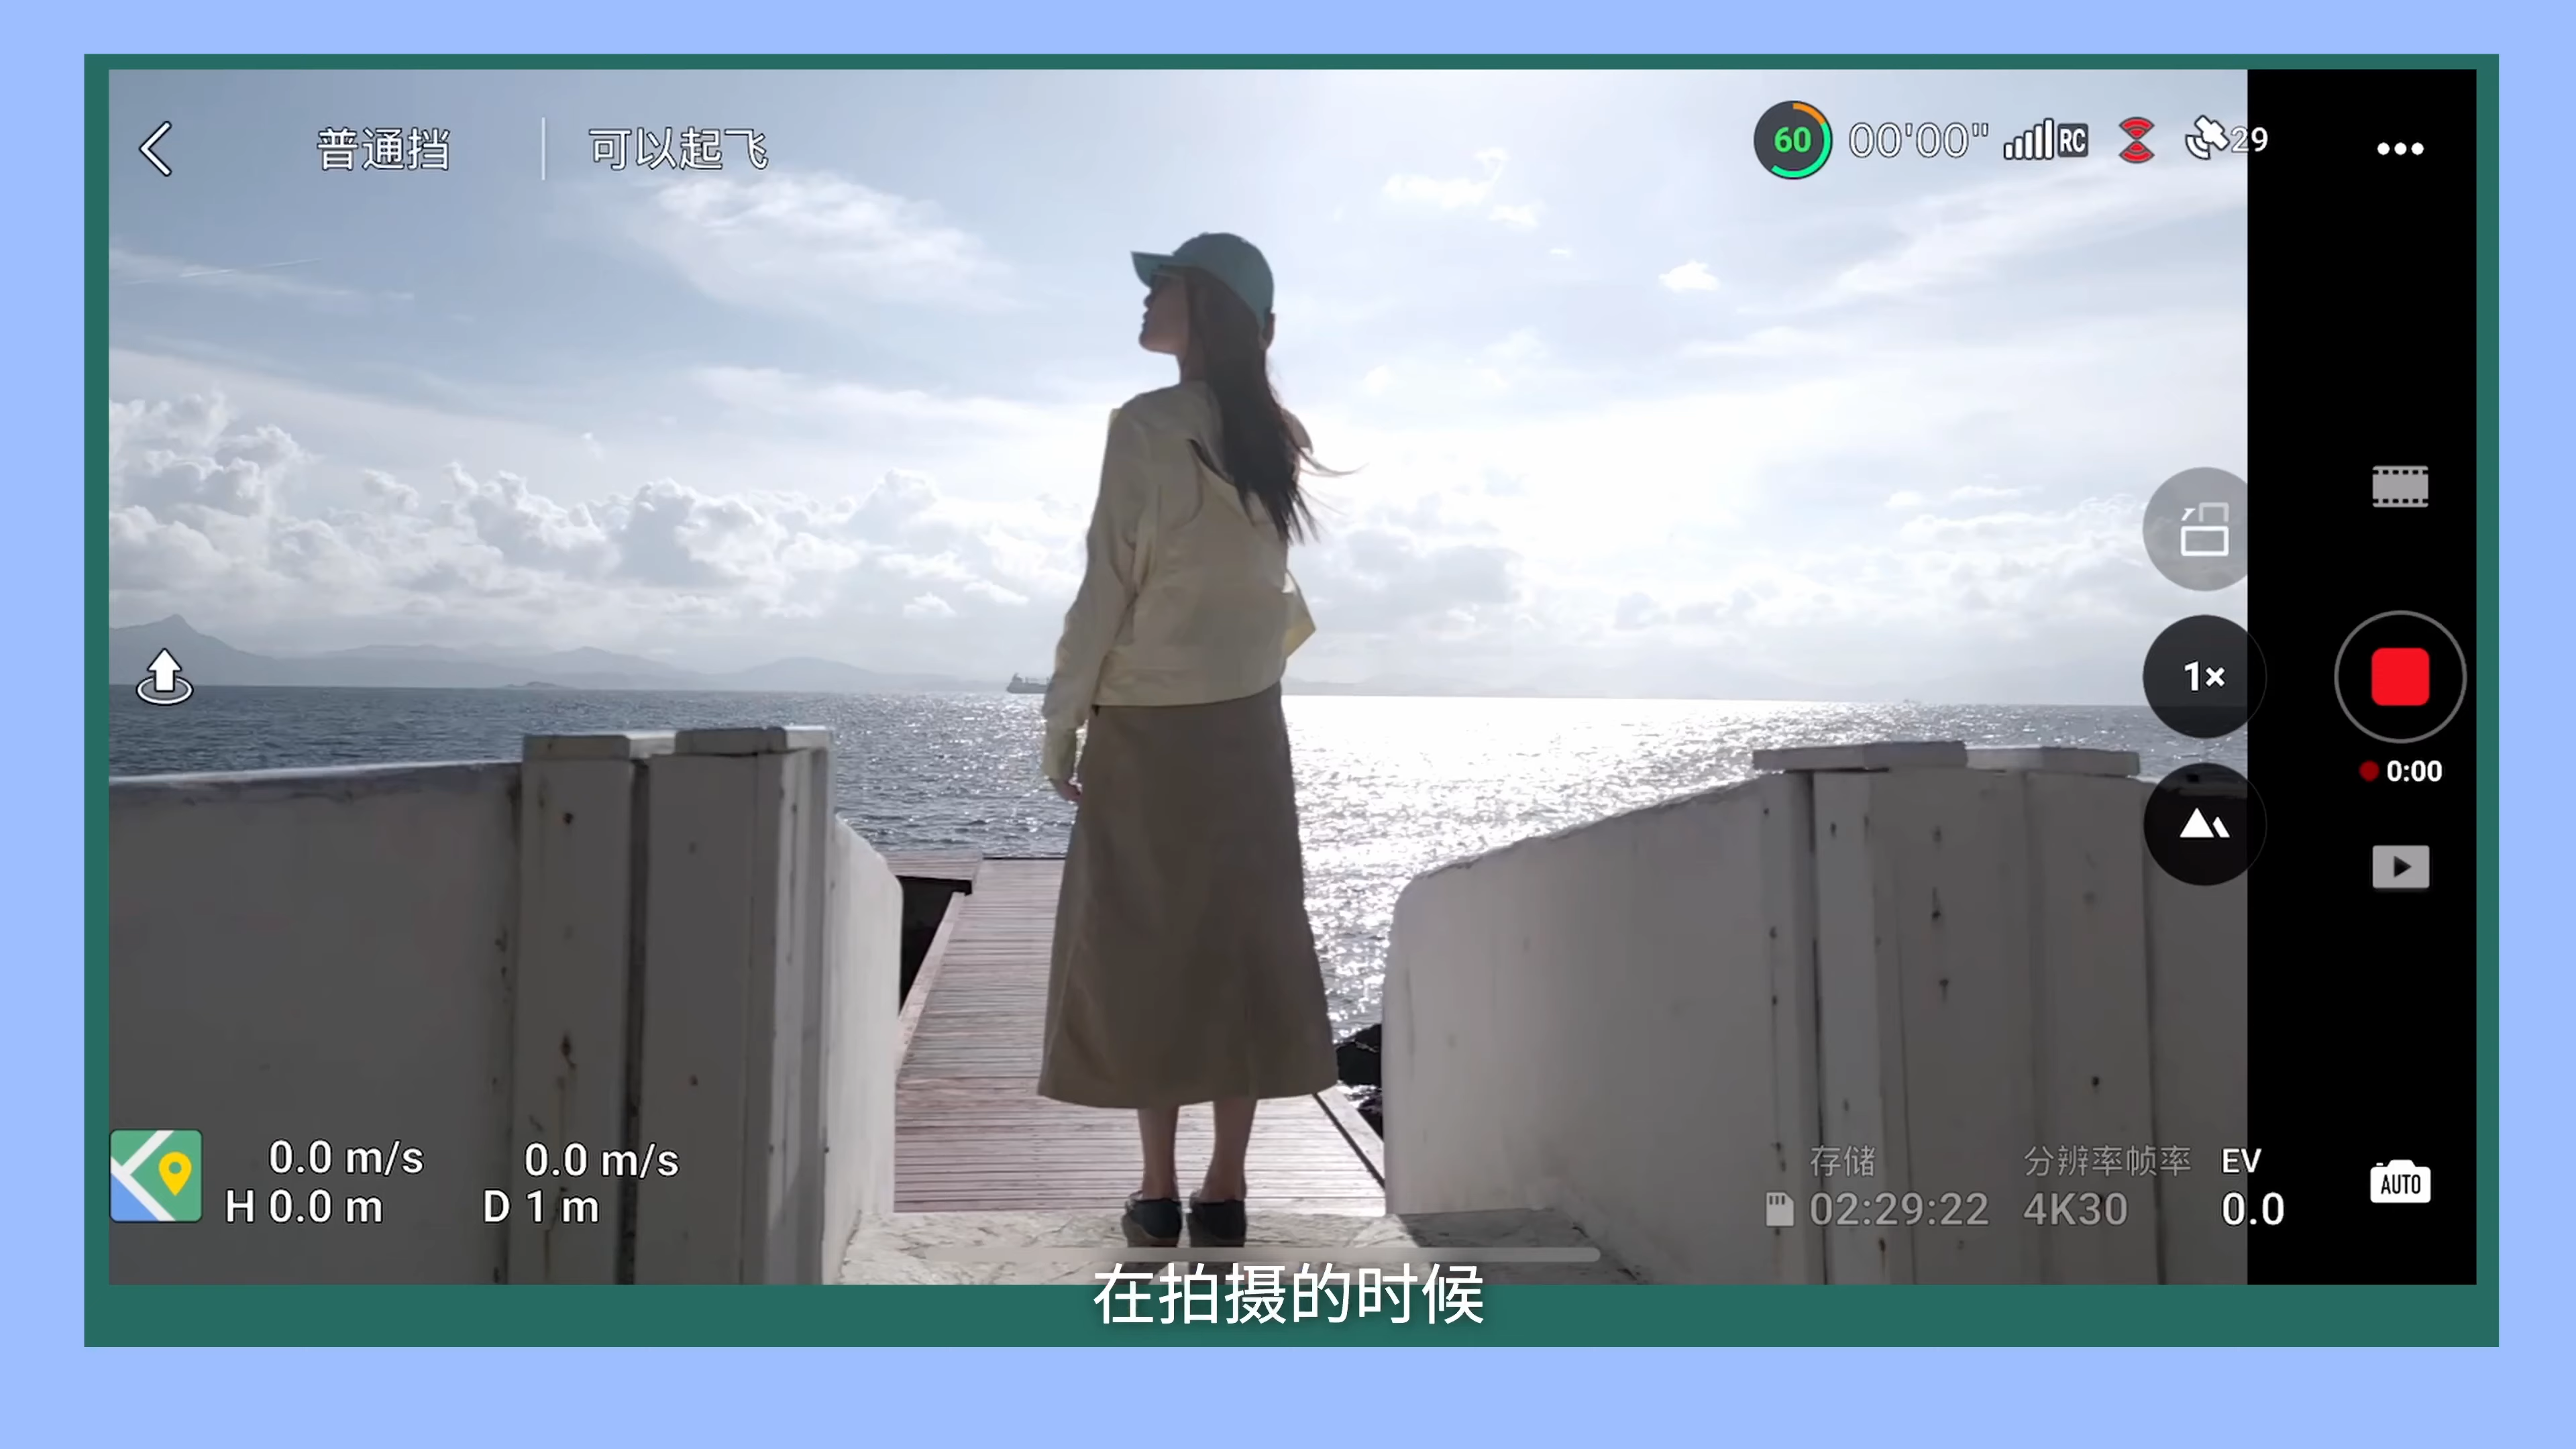 普通挡 可以起飞 60 00'00" RC 29
1×
0:00
0.0 m/s 0.0 m/s
H 0.0 m D 1 m
存储 分辨率帧率 EV
02:29:22 4K30 0.0
AUTO
在拍摄的时候